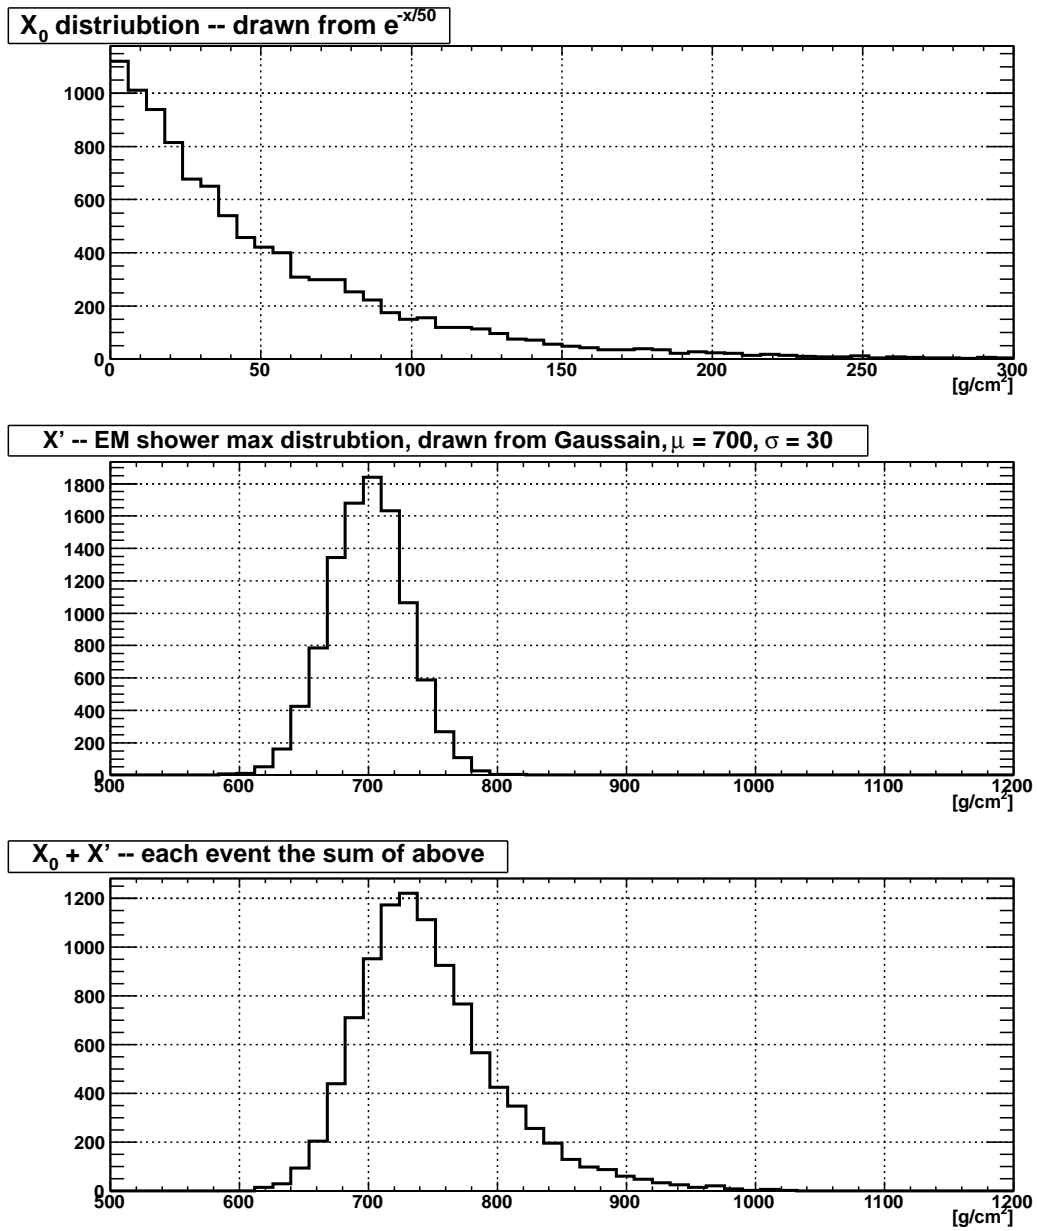 X₀ distriubtion -- drawn from e^-x/50
1000
800
600
400
200
0
0 50 100 150 200 250 300
[g/cm²]
X’ -- EM shower max distrubtion, drawn from Gaussain, μ = 700, σ = 30
1800
1600
1400
1200
1000
800
600
400
200
0
500 600 700 800 900 1000 1100 1200
[g/cm²]
X₀ + X’ -- each event the sum of above
1200
1000
800
600
400
200
0
500 600 700 800 900 1000 1100 1200
[g/cm²]